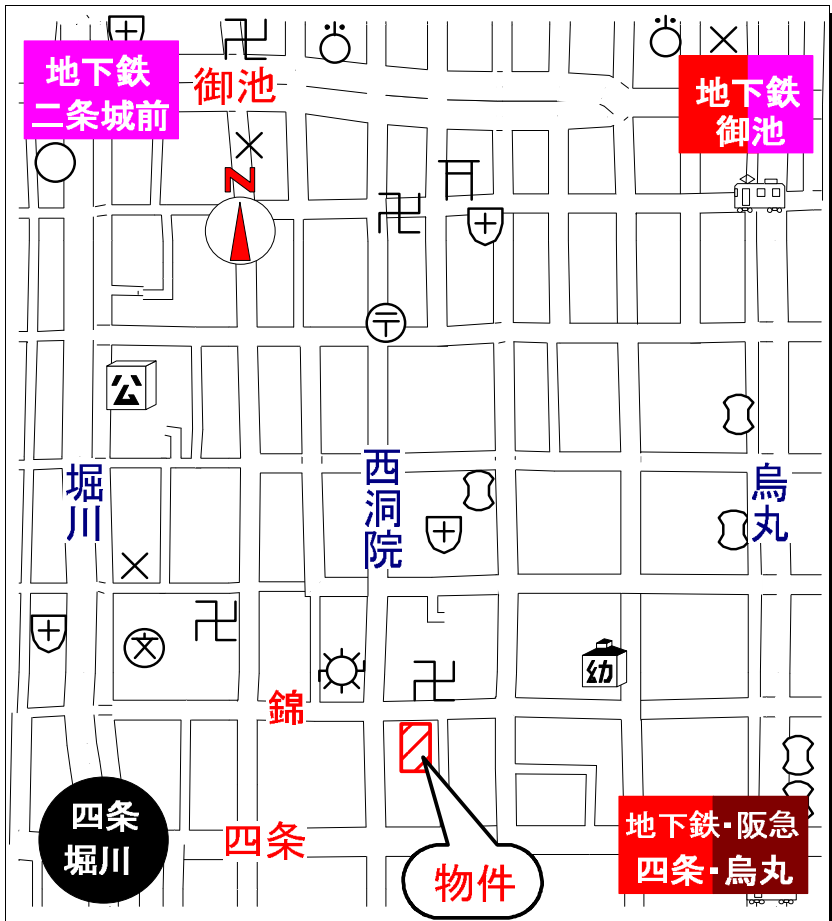 地下鉄
二条城前
御池
地下鉄
御池
N
〒
公
堀川
西洞院
烏丸
文
幼
錦
四条
堀川
四条
物件
地下鉄・阪急
四条・烏丸